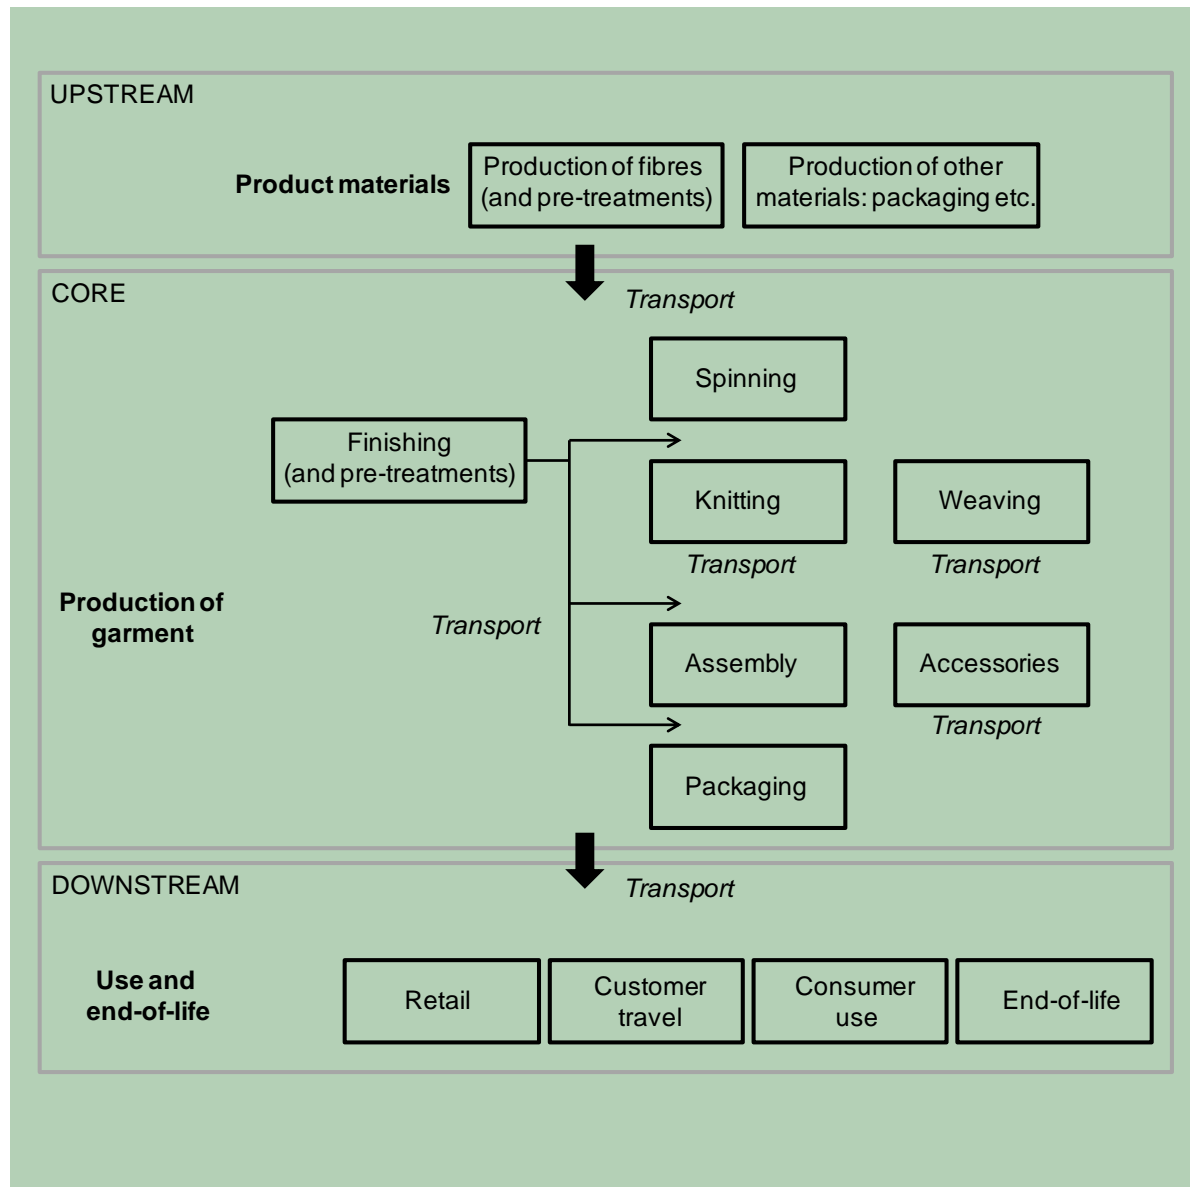 UPSTREAM
Product materials
Production of fibres
(and pre-treatments)
Production of other
materials: packaging etc.
CORE
Transport
Spinning
Finishing
(and pre-treatments)
Knitting
Weaving
Transport
Transport
Production of
garment
Transport
Assembly
Accessories
Transport
Packaging
DOWNSTREAM
Transport
Use and
end-of-life
Retail
Customer
travel
Consumer
use
End-of-life